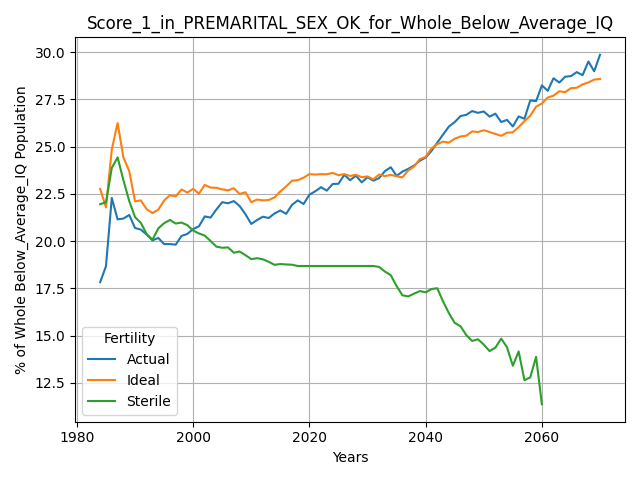 Score_1_in_PREMARITAL_SEX_OK_for_Whole_Below_Average_IQ
% of Whole Below_Average_IQ Population
30.0
27.5
25.0
22.5
20.0
17.5
15.0
12.5
Fertility
Actual
Ideal
Sterile
1980 2000 2020 2040 2060
Years